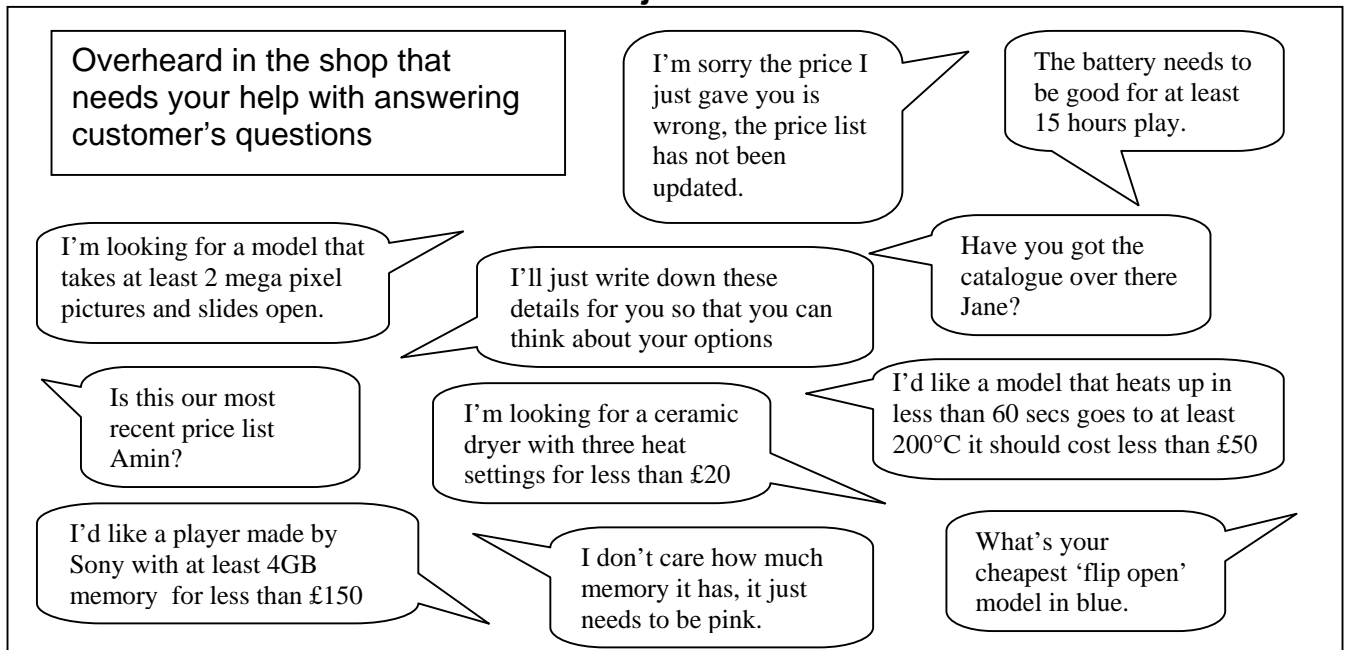 Overheard in the shop that
needs your help with answering
customer's questions
I'm sorry the price I
just gave you is
wrong, the price list
has not been
updated.
The battery needs to
be good for at least
15 hours play.
I'm looking for a model that
takes at least 2 mega pixel
pictures and slides open.
I'll just write down these
details for you so that you can
think about your options
Have you got the
catalogue over there
Jane?
Is this our most
recent price list
Amin?
I'm looking for a ceramic
dryer with three heat
settings for less than £20
I'd like a model that heats up in
less than 60 secs goes to at least
200°C it should cost less than £50
I'd like a player made by
Sony with at least 4GB
memory  for less than £150
I don't care how much
memory it has, it just
needs to be pink.
What's your
cheapest 'flip open'
model in blue.